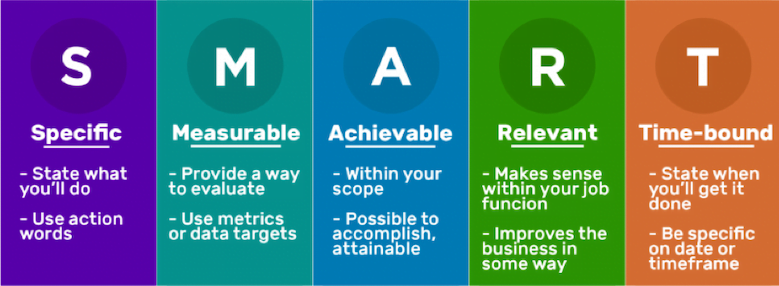 S
Specific
- State what
you'll do
- Use action
words
M
Measurable
- Provide a way
to evaluate
- Use metrics
or data targets
A
Achievable
- Within your
scope
- Possible to
accomplish,
attainable
R
Relevant
- Makes sense
within your job
funcion
- Improves the
business in
some way
T
Time-bound
- State when
you'll get it
done
- Be specific
on date or
timeframe